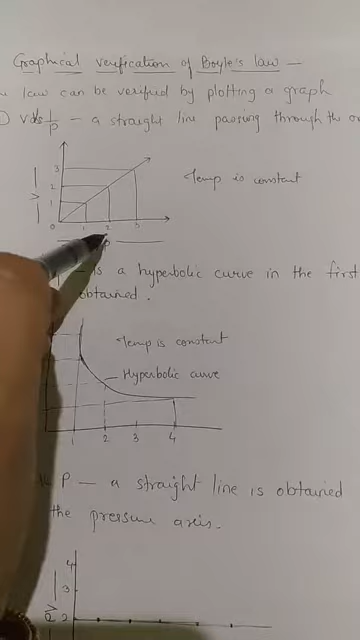 Graphical verification of Boyle's law —
law can be verified by plotting a graph
V vs 1/p — a straight line passing through the
3
2
1
V
0 1 2 3
Temp is constant
— is a hyperbolic curve in the first
obtained.
Temp is constant
Hyperbolic curve
1 2 3 4
P — a straight line is obtained
the pressure axis.
4
3
2